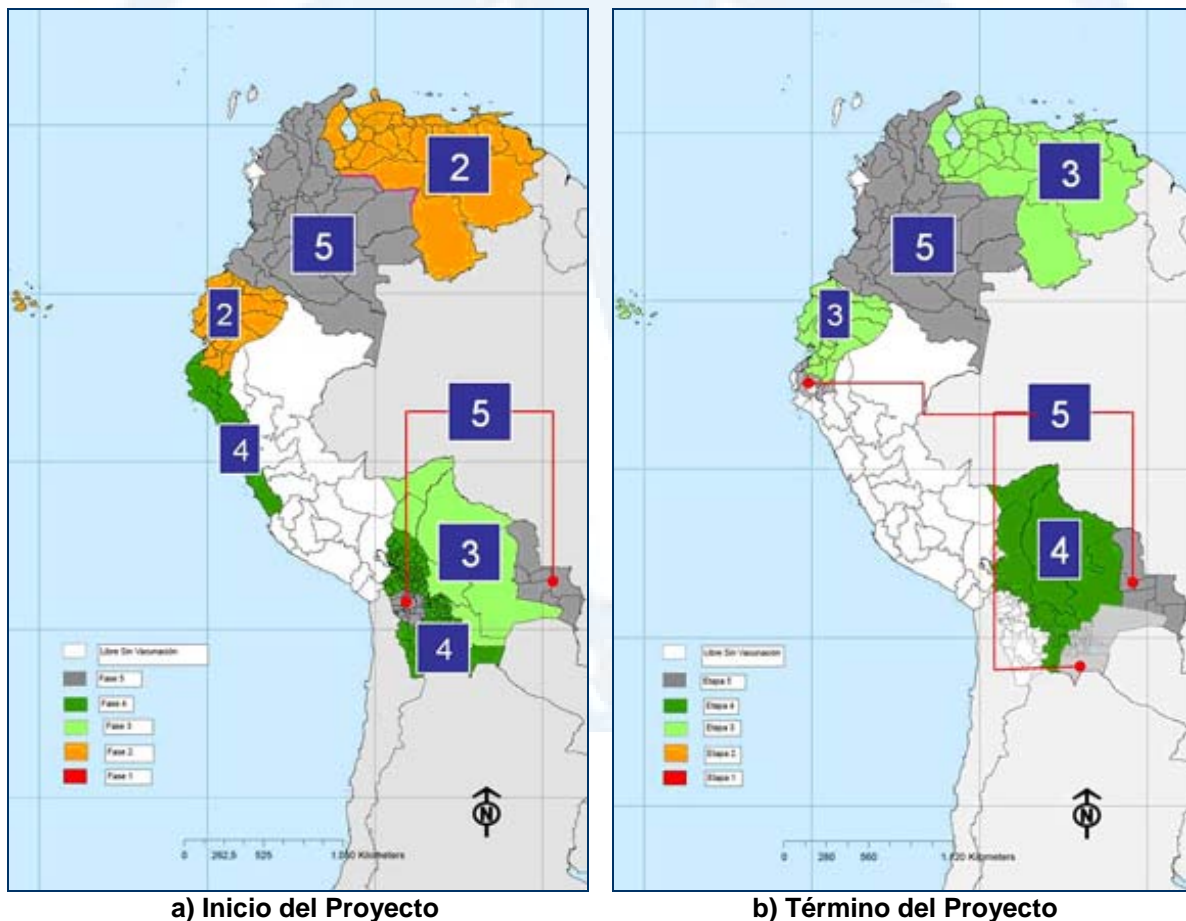 2
5
2
4
5
3
4
Libre Sin Vacunación
Fase 5
Fase 4
Fase 3
Fase 2
Fase 1
N
0 262,5 525 1.050 Kilometers
a) Inicio del Proyecto
3
5
3
5
4
Libre Sin Vacunación
Etapa 5
Etapa 4
Etapa 3
Etapa 2
Etapa 1
N
0 280 560 1.120 Kilometers
b) Término del Proyecto